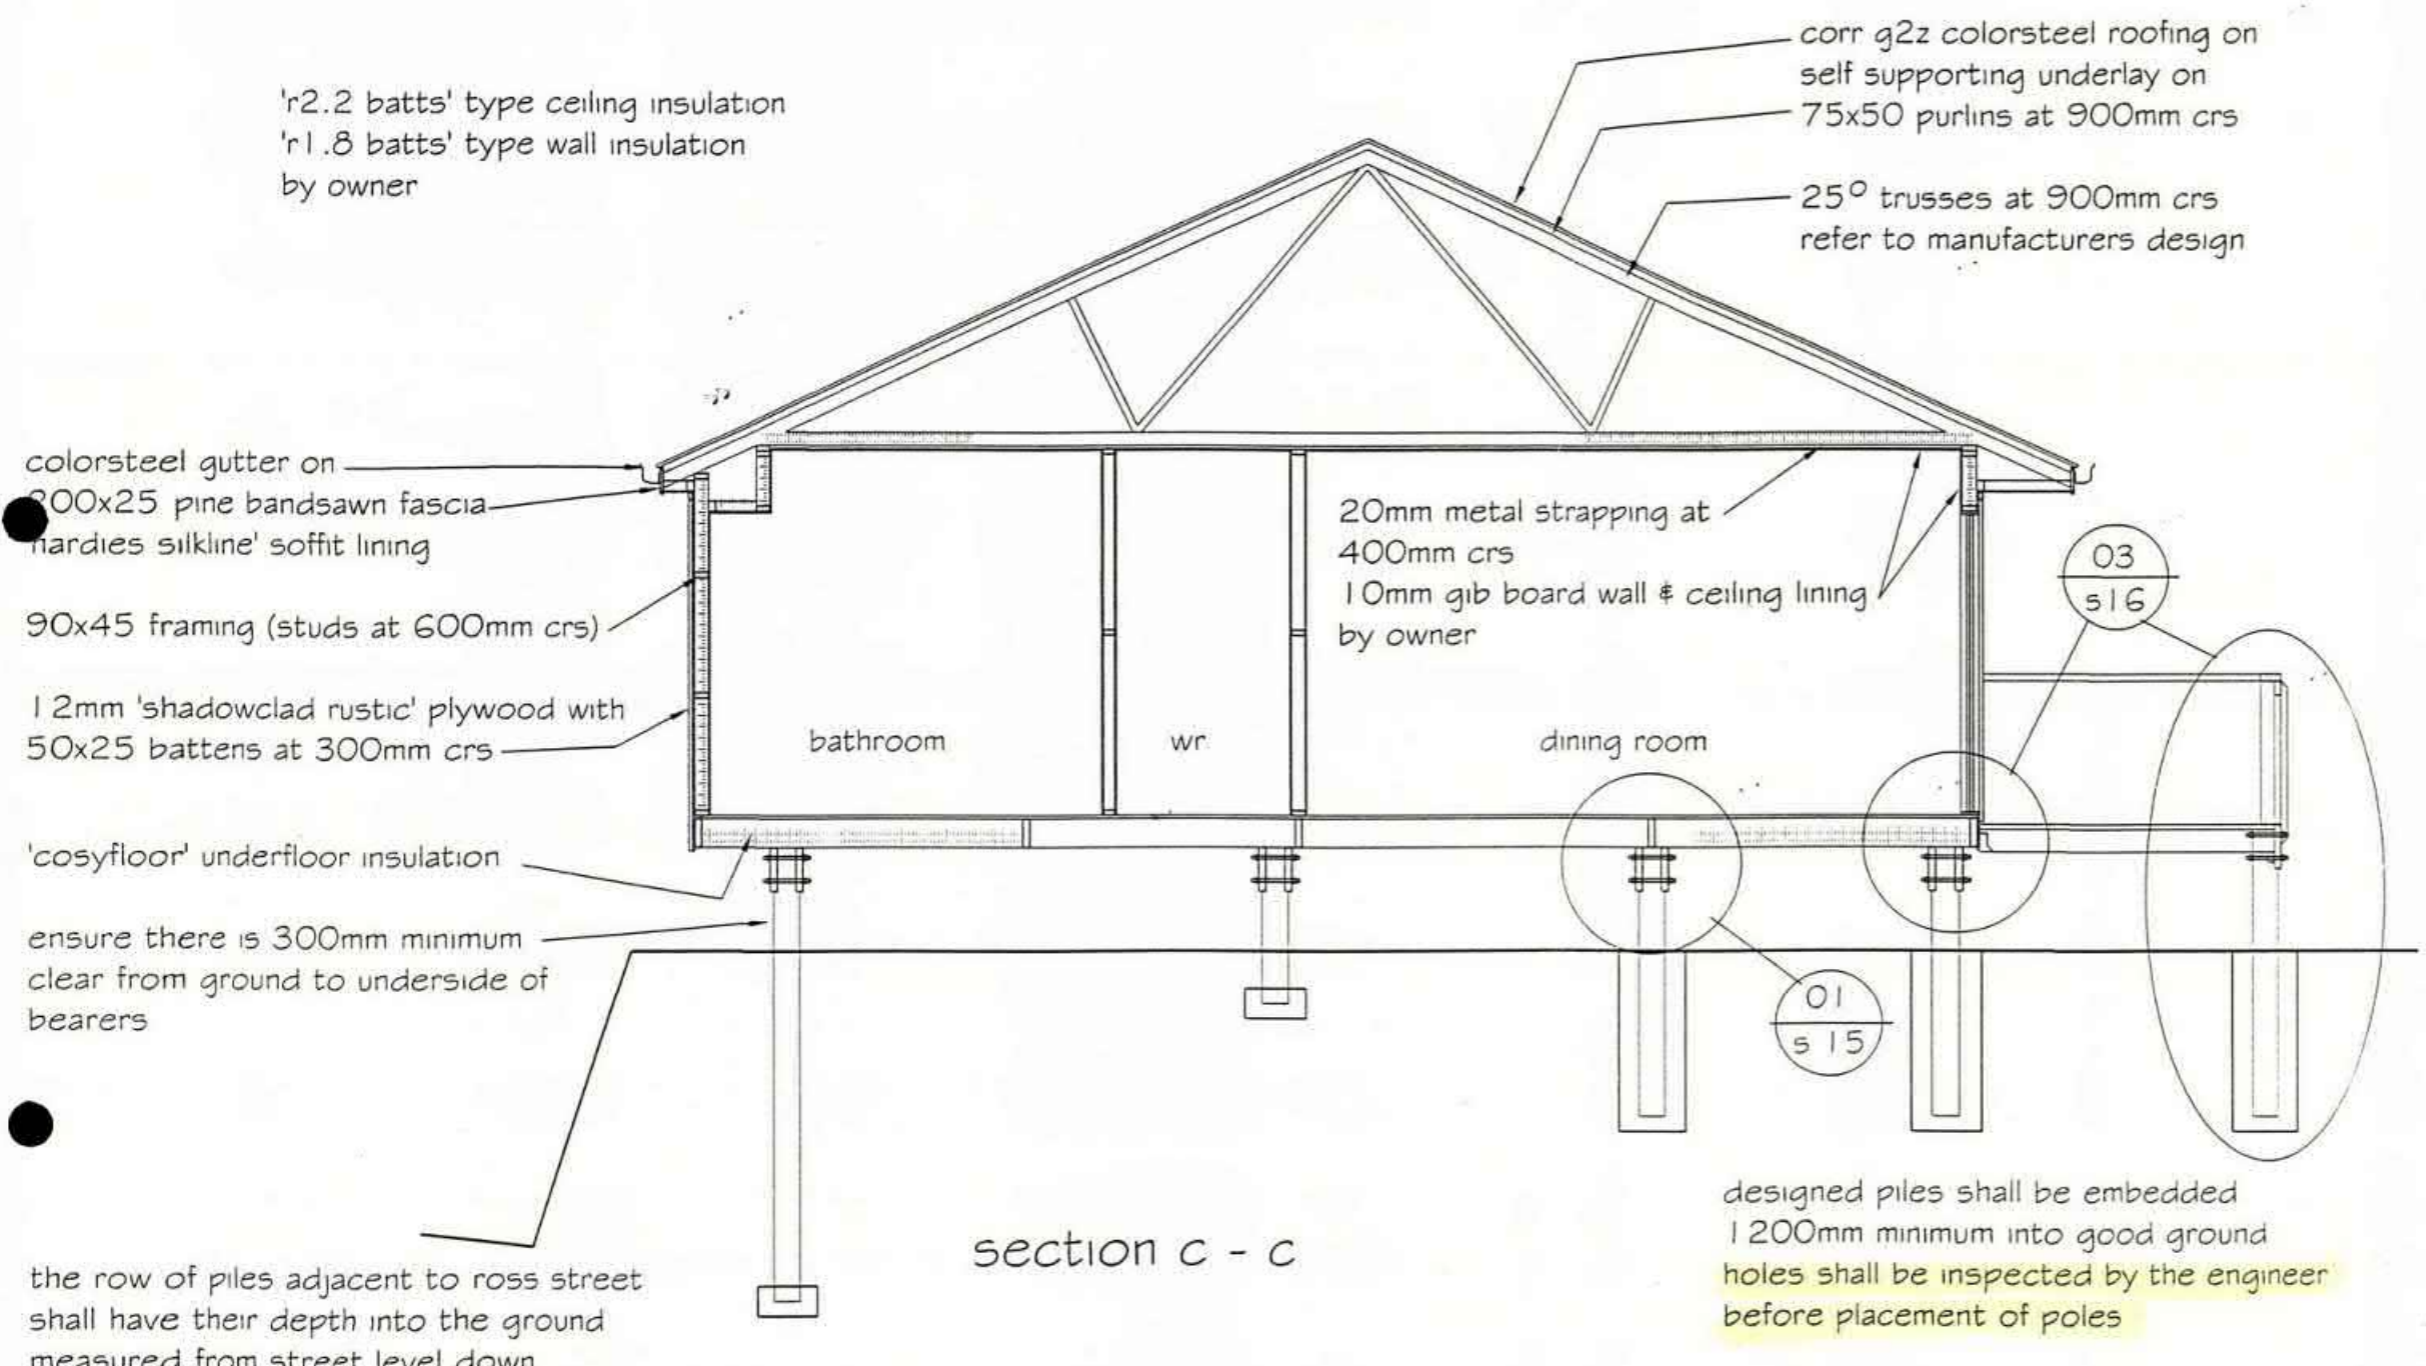 'r2.2 batts' type ceiling insulation
'r1.8 batts' type wall insulation
by owner
corr g2z colorsteel roofing on
self supporting underlay on
75x50 purlins at 900mm crs
25° trusses at 900mm crs
refer to manufacturers design
colorsteel gutter on
00x25 pine bandsawn fascia
hardies silkline' soffit lining
90x45 framing (studs at 600mm crs)
12mm 'shadowclad rustic' plywood with
50x25 battens at 300mm crs
'cosyfloor' underfloor insulation
ensure there is 300mm minimum
clear from ground to underside of
bearers
the row of piles adjacent to ross street
shall have their depth into the ground
measured from street level down
20mm metal strapping at
400mm crs
10mm gib board wall & ceiling lining
by owner
bathroom
wr
dining room
03
s16
01
s 15
section c - c
designed piles shall be embedded
1200mm minimum into good ground
holes shall be inspected by the engineer
before placement of poles